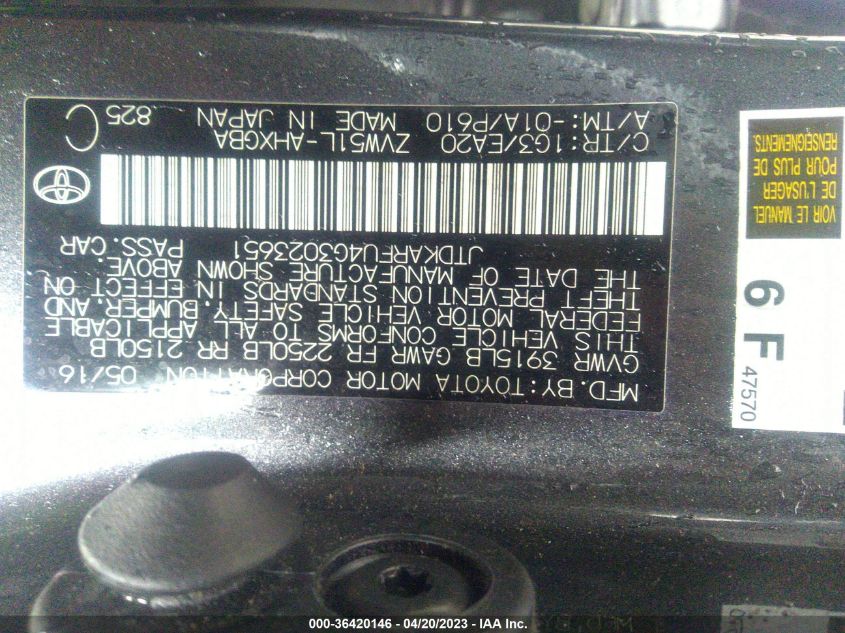 MFD.BY:TOYOTA MOTOR CORPORATION 05/16
GVWR 3915LB GAWR FR 2250LB RR 2150LB
THIS VEHICLE CONFORMS TO ALL APPLICABLE
FEDERAL MOTOR VEHICLE SAFETY, BUMPER, AND
THEFT PREVENTION STANDARDS IN EFFECT ON
THE DATE OF MANUFACTURE SHOWN ABOVE.
JTDKARFU4G3023651 PASS. CAR
C/TR:1G3/EA20 ZVW51L-AHXGBA
A/TM:-01A/P610 MADE IN JAPAN 825 C
VOIR LE MANUEL
DE L'USAGER
POUR PLUS DE
RENSEIGNEMENTS.
6 F
47570
000-36420146 - 04/20/2023 - IAA Inc.